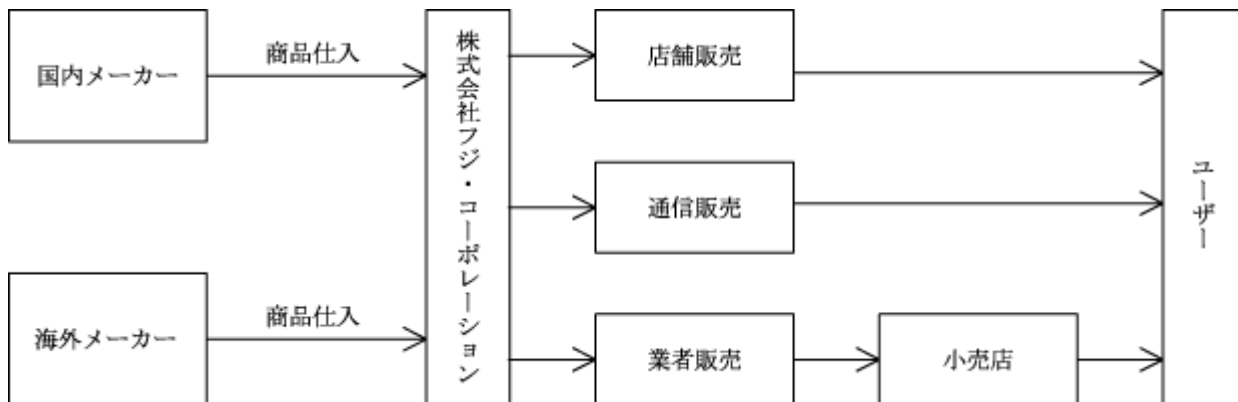 国内メーカー
商品仕入
海外メーカー
商品仕入
株式会社フジ・コーポレーション
店舗販売
通信販売
業者販売
小売店
ユーザー